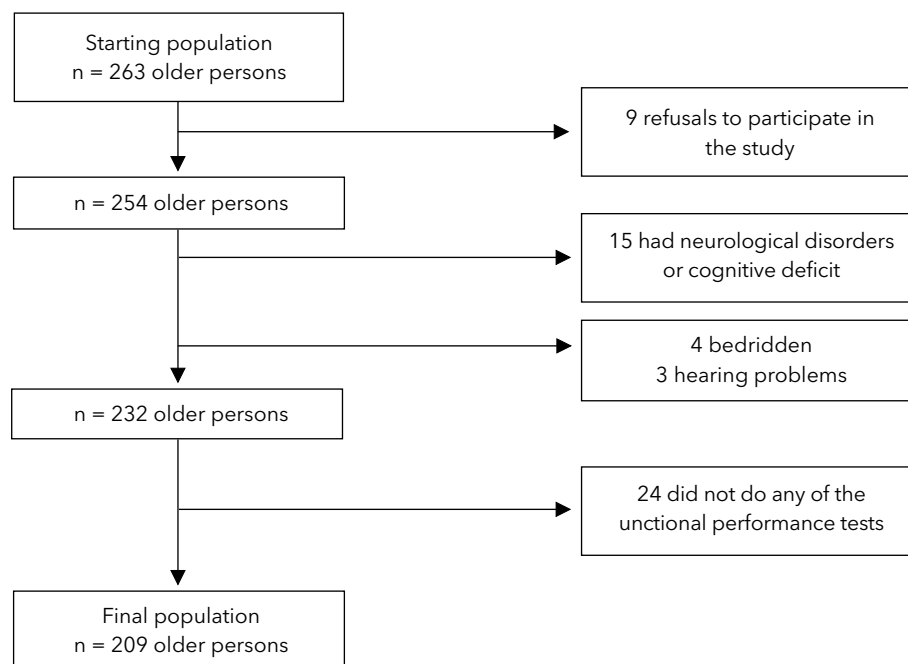 Starting population
n = 263 older persons
9 refusals to participate in
the study
n = 254 older persons
15 had neurological disorders
or cognitive deficit
4 bedridden
3 hearing problems
n = 232 older persons
24 did not do any of the
unctional performance tests
Final population
n = 209 older persons